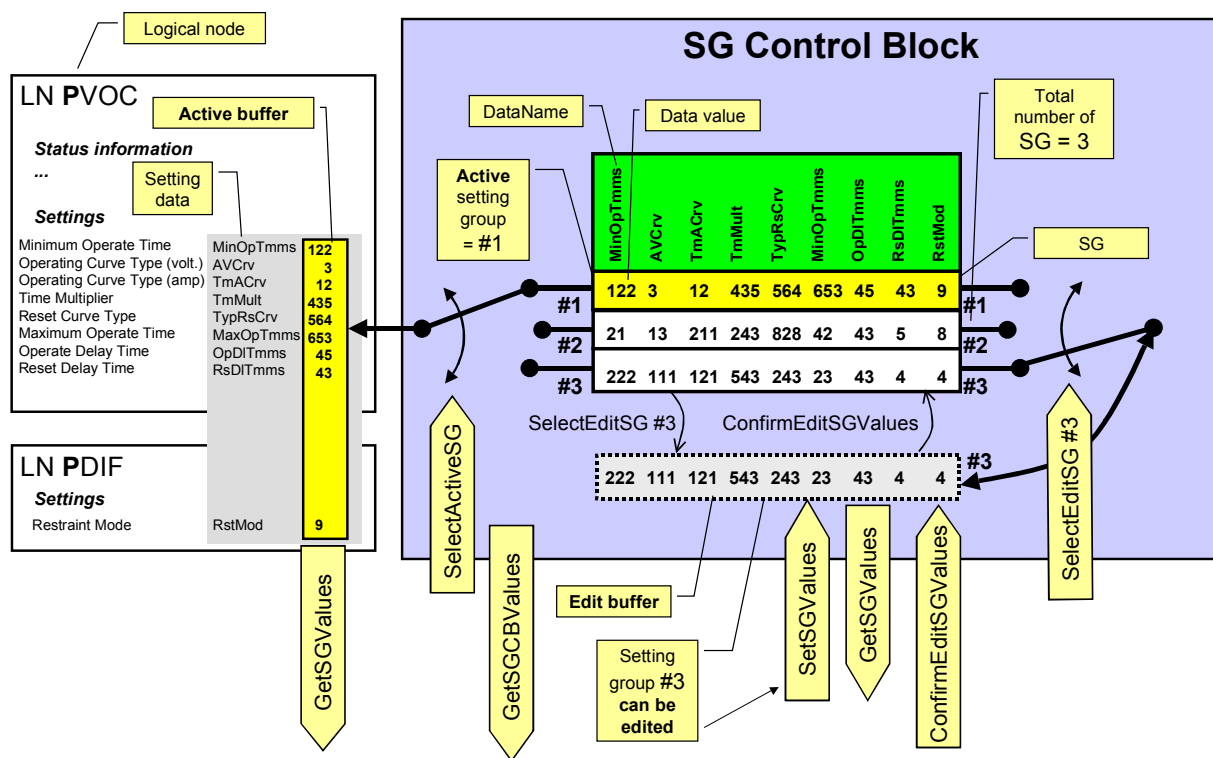 Logical node
SG Control Block
LN PVOC
Active buffer
Status information
...
Setting
data
Settings
Minimum Operate Time MinOpTmms 122
Operating Curve Type (volt.) AVCrv 3
Operating Curve Type (amp) TmACrv 12
Time Multiplier TmMult 435
Reset Curve Type TypRsCrv 564
Maximum Operate Time MaxOpTmms 653
Operate Delay Time OpDlTmms 45
Reset Delay Time RsDlTmms 43
LN PDIF
Settings
Restraint Mode RstMod 9
GetSGValues
DataName
Data value
Total
number of
SG = 3
Active
setting
group
= #1
SG
MinOpTmms
AVCrv
TmACrv
TmMult
TypRsCrv
MinOpTmms
OpDlTmms
RsDlTmms
RstMod
#1 122 3 12 435 564 653 45 43 9 #1
#2 21 13 211 243 828 42 43 5 8 #2
#3 222 111 121 543 243 23 43 4 4 #3
SelectEditSG #3
ConfirmEditSGValues
222 111 121 543 243 23 43 4 4 #3
SelectActiveSG
GetSGCBValues
Edit buffer
Setting
group #3
can be
edited
SetSGValues
GetSGValues
ConfirmEditSGValues
SelectEditSG #3